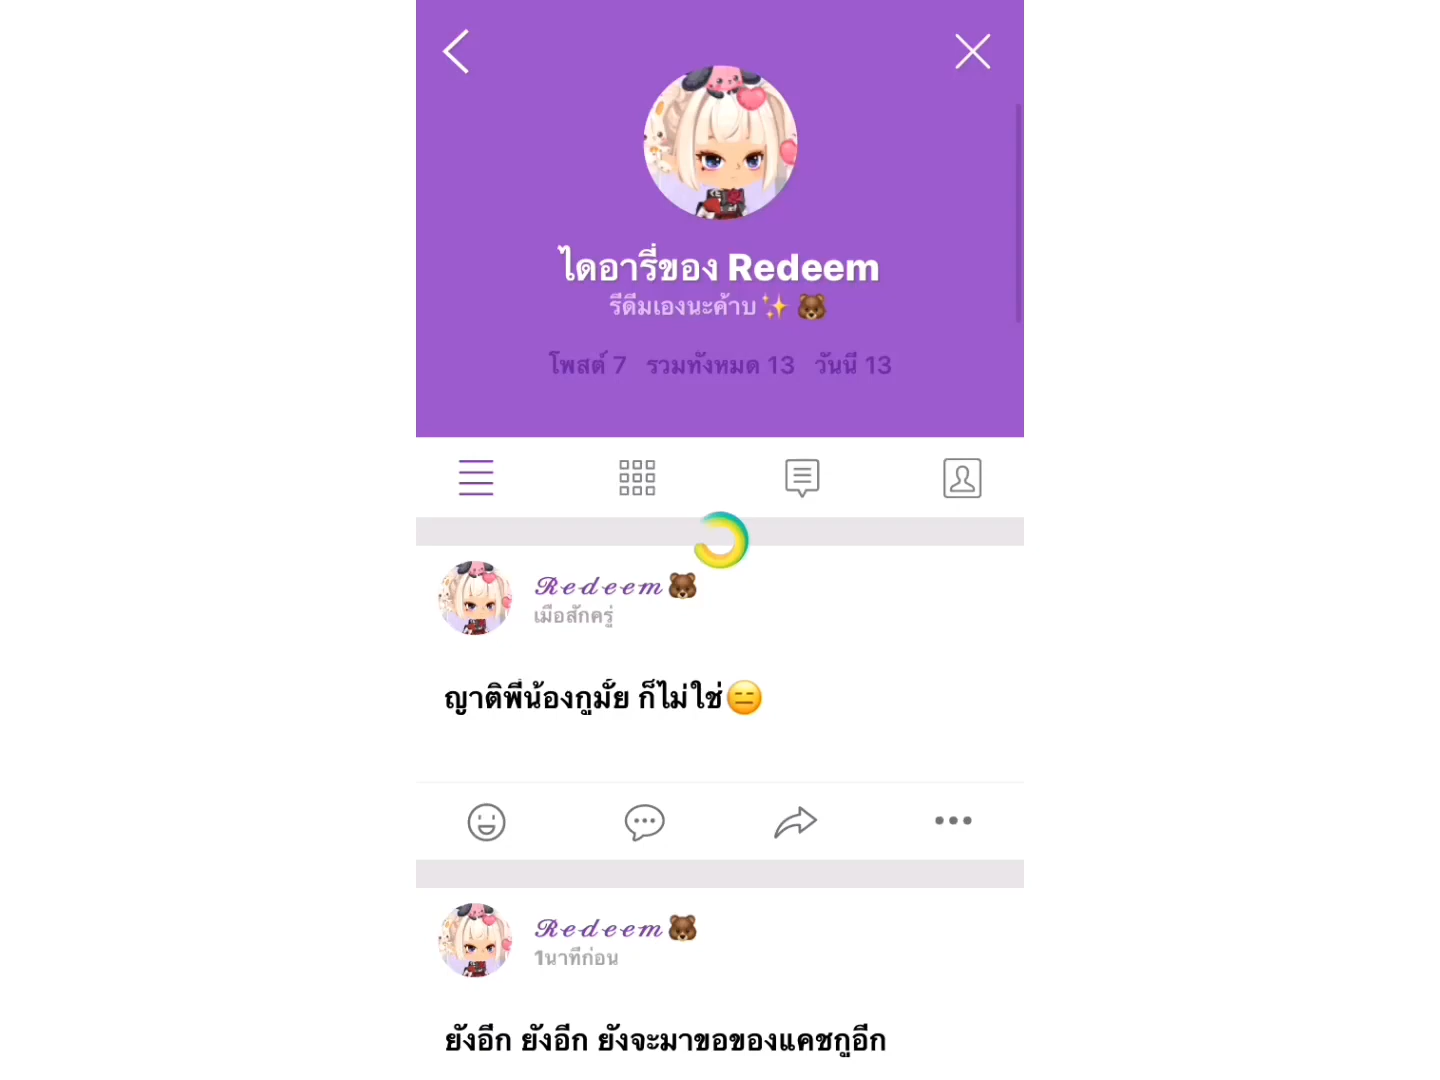 ไดอารี่ของ Redeem
รีดีมเองนะค้าบ✨🐻
โพสต์ 7 รวมทั้งหมด 13 วันนี้ 13
𝓡𝓮𝓭𝓮𝓮𝓶🐻
เมื่อสักครู่
ญาติพี่น้องกูมั้ย ก็ไม่ใช่😑
𝓡𝓮𝓭𝓮𝓮𝓶🐻
1นาทีก่อน
ยังอีก ยังอีก ยังจะมาขอของแคชกูอีก